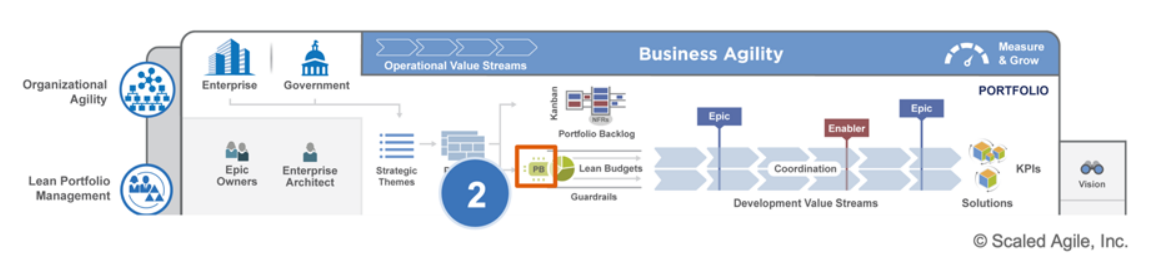 Organizational
Agility
Lean Portfolio
Management
Enterprise
Government
Operational Value Streams
Business Agility
Measure
& Grow
PORTFOLIO
Epic
Owners
Enterprise
Architect
Strategic
Themes
2
Kanban
NFRs
Portfolio Backlog
PB
Lean Budgets
Guardrails
Epic
Enabler
Epic
Coordination
Development Value Streams
KPIs
Solutions
Vision
© Scaled Agile, Inc.